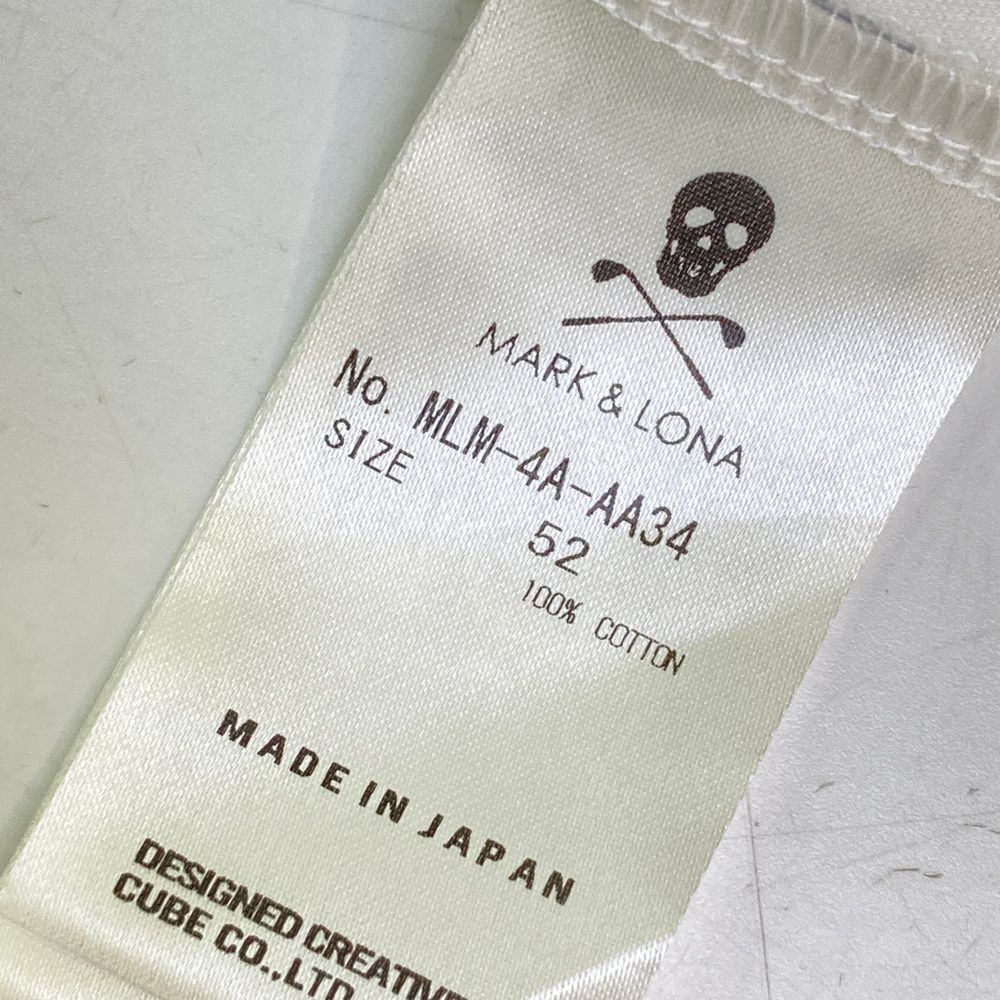 MARK & LONA
No. MLM-4A-AA34
SIZE
52
100% COTTON
MADE IN JAPAN
DESIGNED CREATIVE
CUBE CO.,LTD